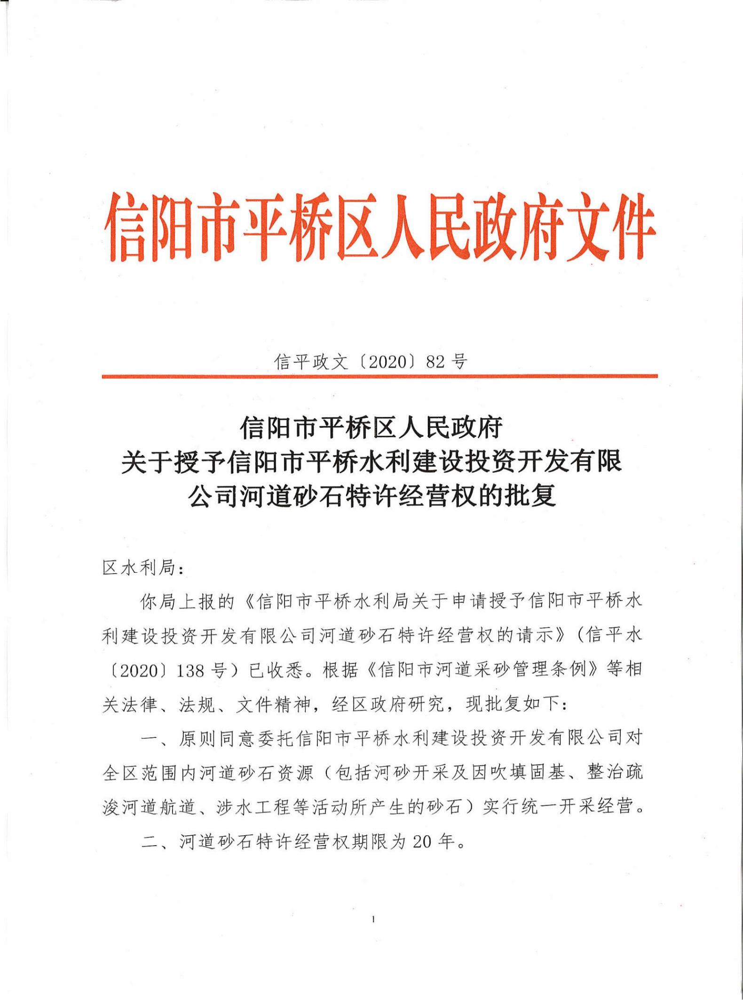 信阳市平桥区人民政府文件
信平政文〔2020〕82 号
信阳市平桥区人民政府
关于授予信阳市平桥水利建设投资开发有限
公司河道砂石特许经营权的批复
区水利局：
你局上报的《信阳市平桥水利局关于申请授予信阳市平桥水
利建设投资开发有限公司河道砂石特许经营权的请示》（信平水
〔2020〕138 号）已收悉。根据《信阳市河道采砂管理条例》等相
关法律、法规、文件精神，经区政府研究，现批复如下：
一、原则同意委托信阳市平桥水利建设投资开发有限公司对
全区范围内河道砂石资源（包括河砂开采及因吹填固基、整治疏
浚河道航道、涉水工程等活动所产生的砂石）实行统一开采经营。
二、河道砂石特许经营权期限为 20 年。
1